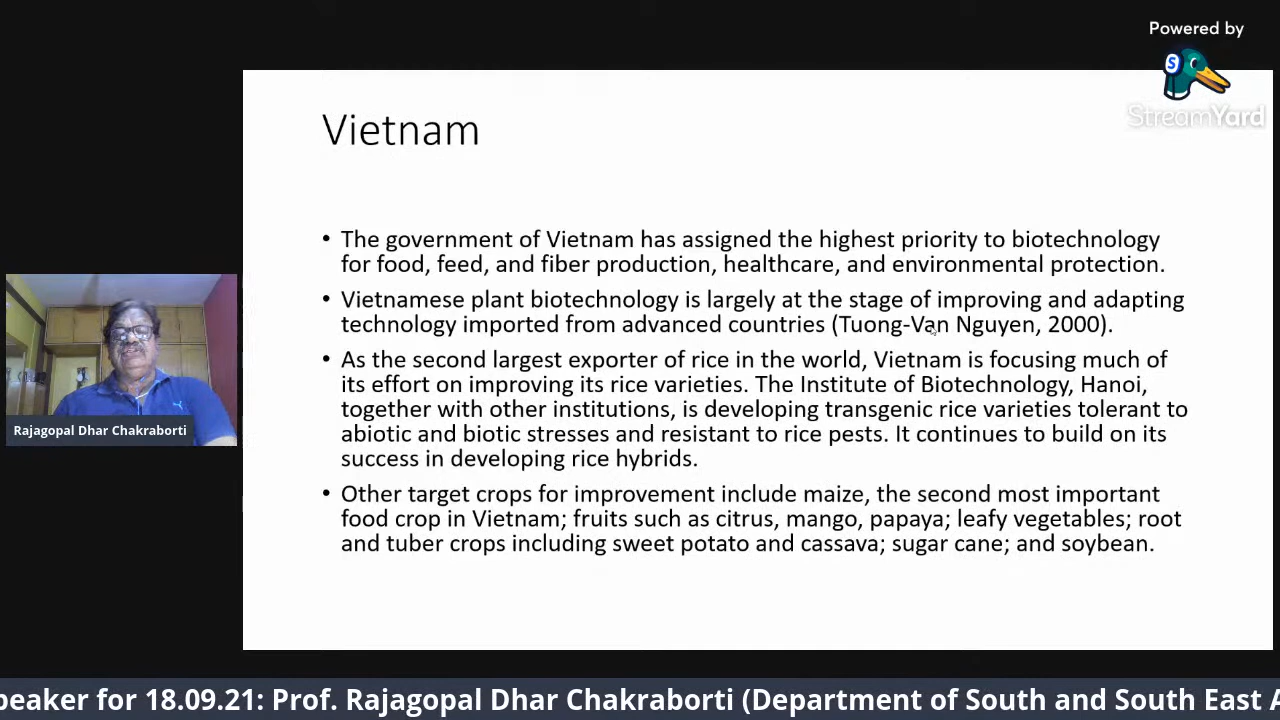 Powered by
StreamYard
Vietnam
• The government of Vietnam has assigned the highest priority to biotechnology
for food, feed, and fiber production, healthcare, and environmental protection.
• Vietnamese plant biotechnology is largely at the stage of improving and adapting
technology imported from advanced countries (Tuong-Van Nguyen, 2000).
• As the second largest exporter of rice in the world, Vietnam is focusing much of
its effort on improving its rice varieties. The Institute of Biotechnology, Hanoi,
together with other institutions, is developing transgenic rice varieties tolerant to
abiotic and biotic stresses and resistant to rice pests. It continues to build on its
success in developing rice hybrids.
• Other target crops for improvement include maize, the second most important
food crop in Vietnam; fruits such as citrus, mango, papaya; leafy vegetables; root
and tuber crops including sweet potato and cassava; sugar cane; and soybean.
Rajagopal Dhar Chakraborti
peaker for 18.09.21: Prof. Rajagopal Dhar Chakraborti (Department of South and South East A